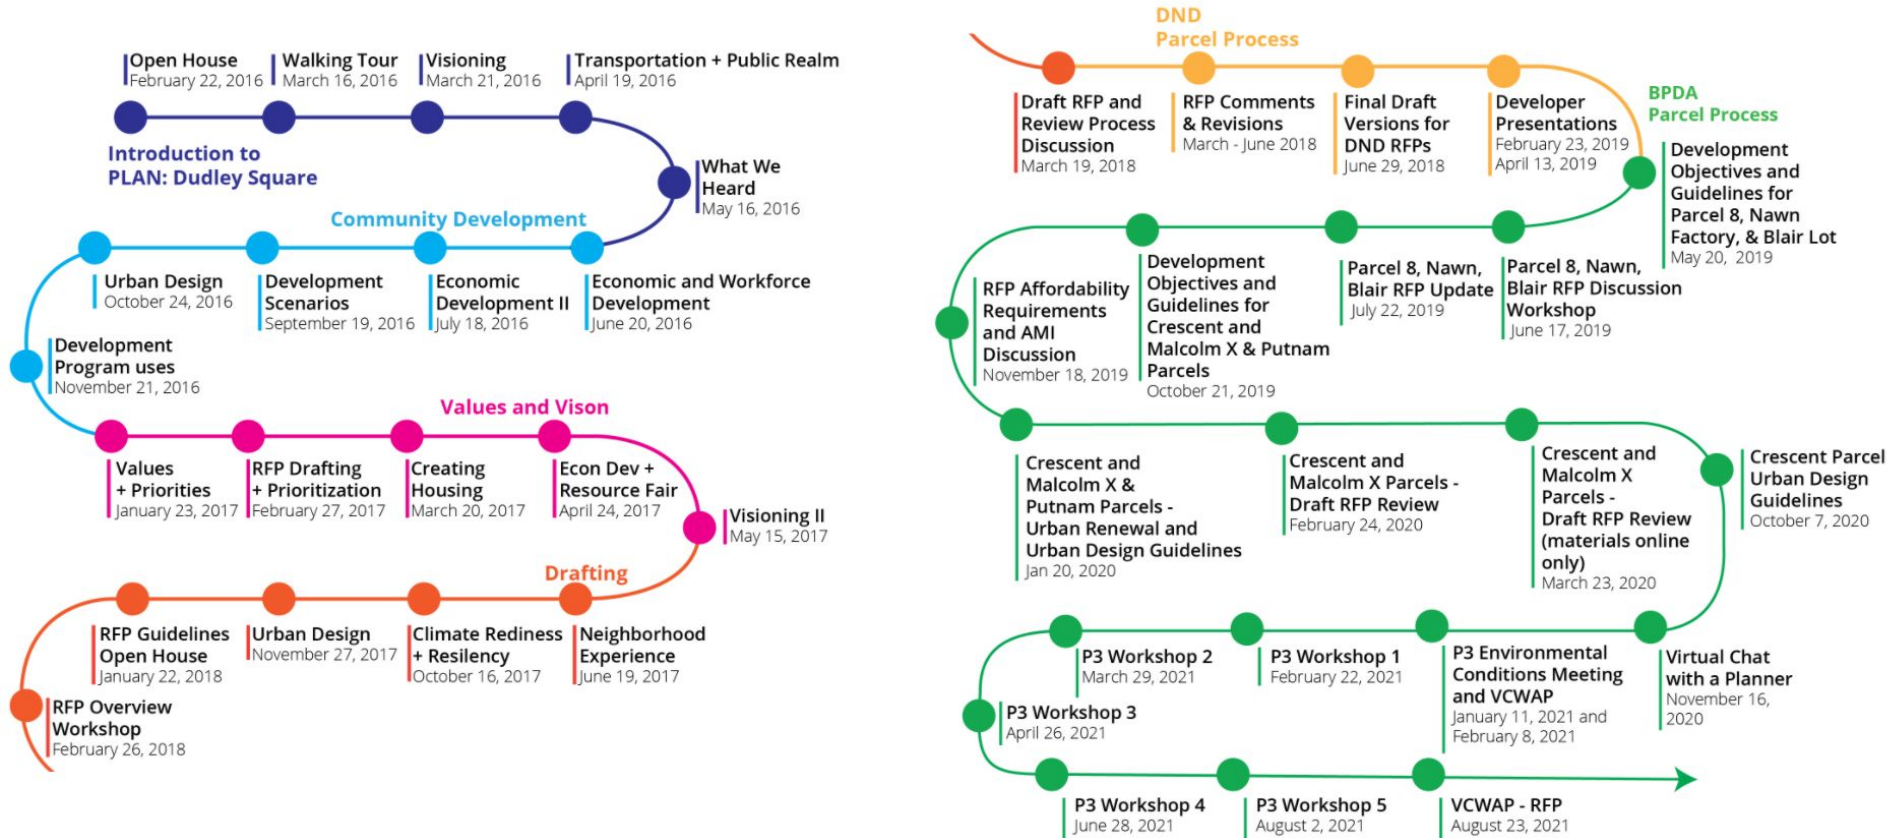 Open House
February 22, 2016
Walking Tour
March 16, 2016
Visioning
March 21, 2016
Transportation + Public Realm
April 19, 2016
Introduction to
PLAN: Dudley Square
What We
Heard
May 16, 2016
Community Development
Economic and Workforce
Development
June 20, 2016
Economic
Development II
July 18, 2016
Development
Scenarios
September 19, 2016
Urban Design
October 24, 2016
Development
Program uses
November 21, 2016
Values and Vison
Values
+ Priorities
January 23, 2017
RFP Drafting
+ Prioritization
February 27, 2017
Creating
Housing
March 20, 2017
Econ Dev +
Resource Fair
April 24, 2017
Visioning II
May 15, 2017
Drafting
Neighborhood
Experience
June 19, 2017
Climate Rediness
+ Resilency
October 16, 2017
Urban Design
November 27, 2017
RFP Guidelines
Open House
January 22, 2018
RFP Overview
Workshop
February 26, 2018
DND
Parcel Process
Draft RFP and
Review Process
Discussion
March 19, 2018
RFP Comments
& Revisions
March - June 2018
Final Draft
Versions for
DND RFPs
June 29, 2018
Developer
Presentations
February 23, 2019
April 13, 2019
BPDA
Parcel Process
Development
Objectives and
Guidelines for
Parcel 8, Nawn
Factory, & Blair Lot
May 20, 2019
Parcel 8, Nawn,
Blair RFP Discussion
Workshop
June 17, 2019
Parcel 8, Nawn,
Blair RFP Update
July 22, 2019
Development
Objectives and
Guidelines for
Crescent and
Malcolm X & Putnam
Parcels
October 21, 2019
RFP Affordability
Requirements
and AMI
Discussion
November 18, 2019
Crescent and
Malcolm X &
Putnam Parcels -
Urban Renewal and
Urban Design Guidelines
Jan 20, 2020
Crescent and
Malcolm X Parcels -
Draft RFP Review
February 24, 2020
Crescent and
Malcolm X
Parcels -
Draft RFP Review
(materials online
only)
March 23, 2020
Crescent Parcel
Urban Design
Guidelines
October 7, 2020
Virtual Chat
with a Planner
November 16,
2020
P3 Environmental
Conditions Meeting
and VCWAP
January 11, 2021 and
February 8, 2021
P3 Workshop 1
February 22, 2021
P3 Workshop 2
March 29, 2021
P3 Workshop 3
April 26, 2021
P3 Workshop 4
June 28, 2021
P3 Workshop 5
August 2, 2021
VCWAP - RFP
August 23, 2021